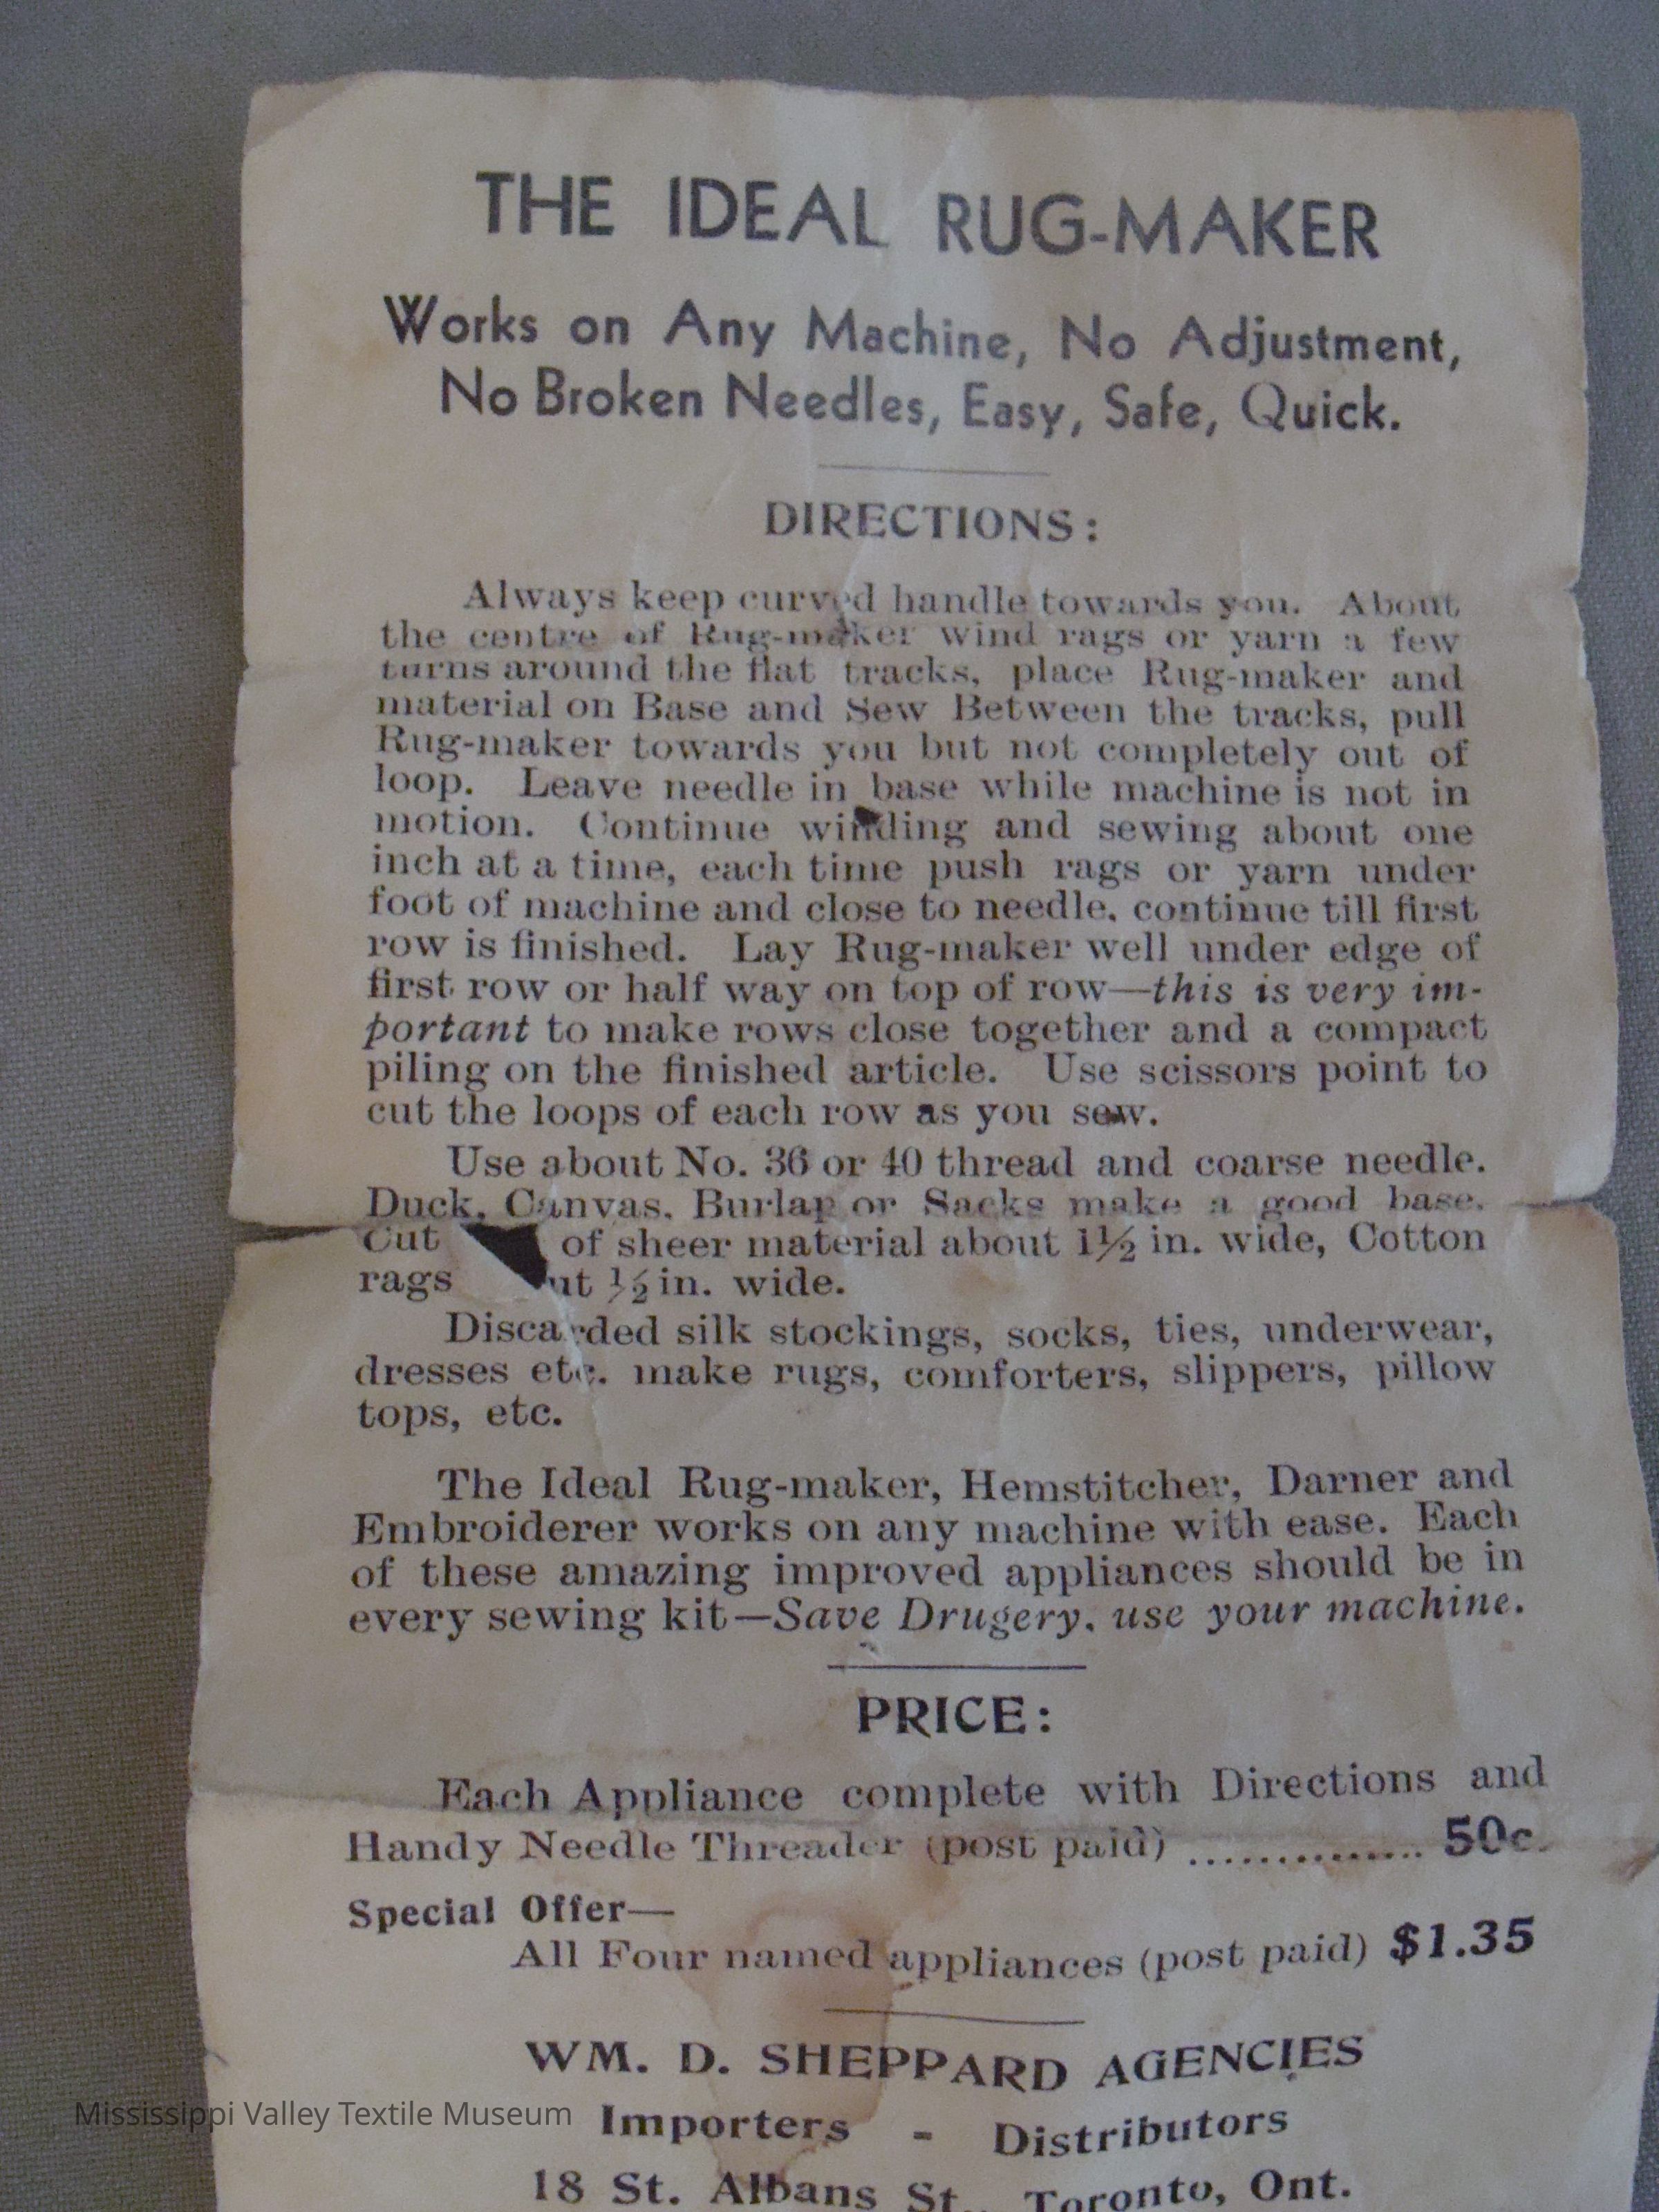 THE IDEAL RUG-MAKER
Works on Any Machine, No Adjustment,
No Broken Needles, Easy, Safe, Quick.
DIRECTIONS:
Always keep curved handle towards you. About
the centre of Rug-maker wind rags or yarn a few
turns around the flat tracks, place Rug-maker and
material on Base and Sew Between the tracks, pull
Rug-maker towards you but not completely out of
loop. Leave needle in base while machine is not in
motion. Continue winding and sewing about one
inch at a time, each time push rags or yarn under
foot of machine and close to needle, continue till first
row is finished. Lay Rug-maker well under edge of
first row or half way on top of row—this is very im-
portant to make rows close together and a compact
piling on the finished article. Use scissors point to
cut the loops of each row as you sew.
Use about No. 36 or 40 thread and coarse needle.
Duck, Canvas, Burlap or Sacks make a good base.
Cut of sheer material about 1½ in. wide, Cotton
rags ½ in. wide.
Discarded silk stockings, socks, ties, underwear,
dresses etc. make rugs, comforters, slippers, pillow
tops, etc.
The Ideal Rug-maker, Hemstitcher, Darner and
Embroiderer works on any machine with ease. Each
of these amazing improved appliances should be in
every sewing kit—Save Drugery, use your machine.
PRICE:
Each Appliance complete with Directions and
Handy Needle Threader (post paid) .............. 50c.
Special Offer—
All Four named appliances (post paid) $1.35
WM. D. SHEPPARD AGENCIES
Importers - Distributors
18 St. Albans St., Toronto, Ont.
Mississippi Valley Textile Museum